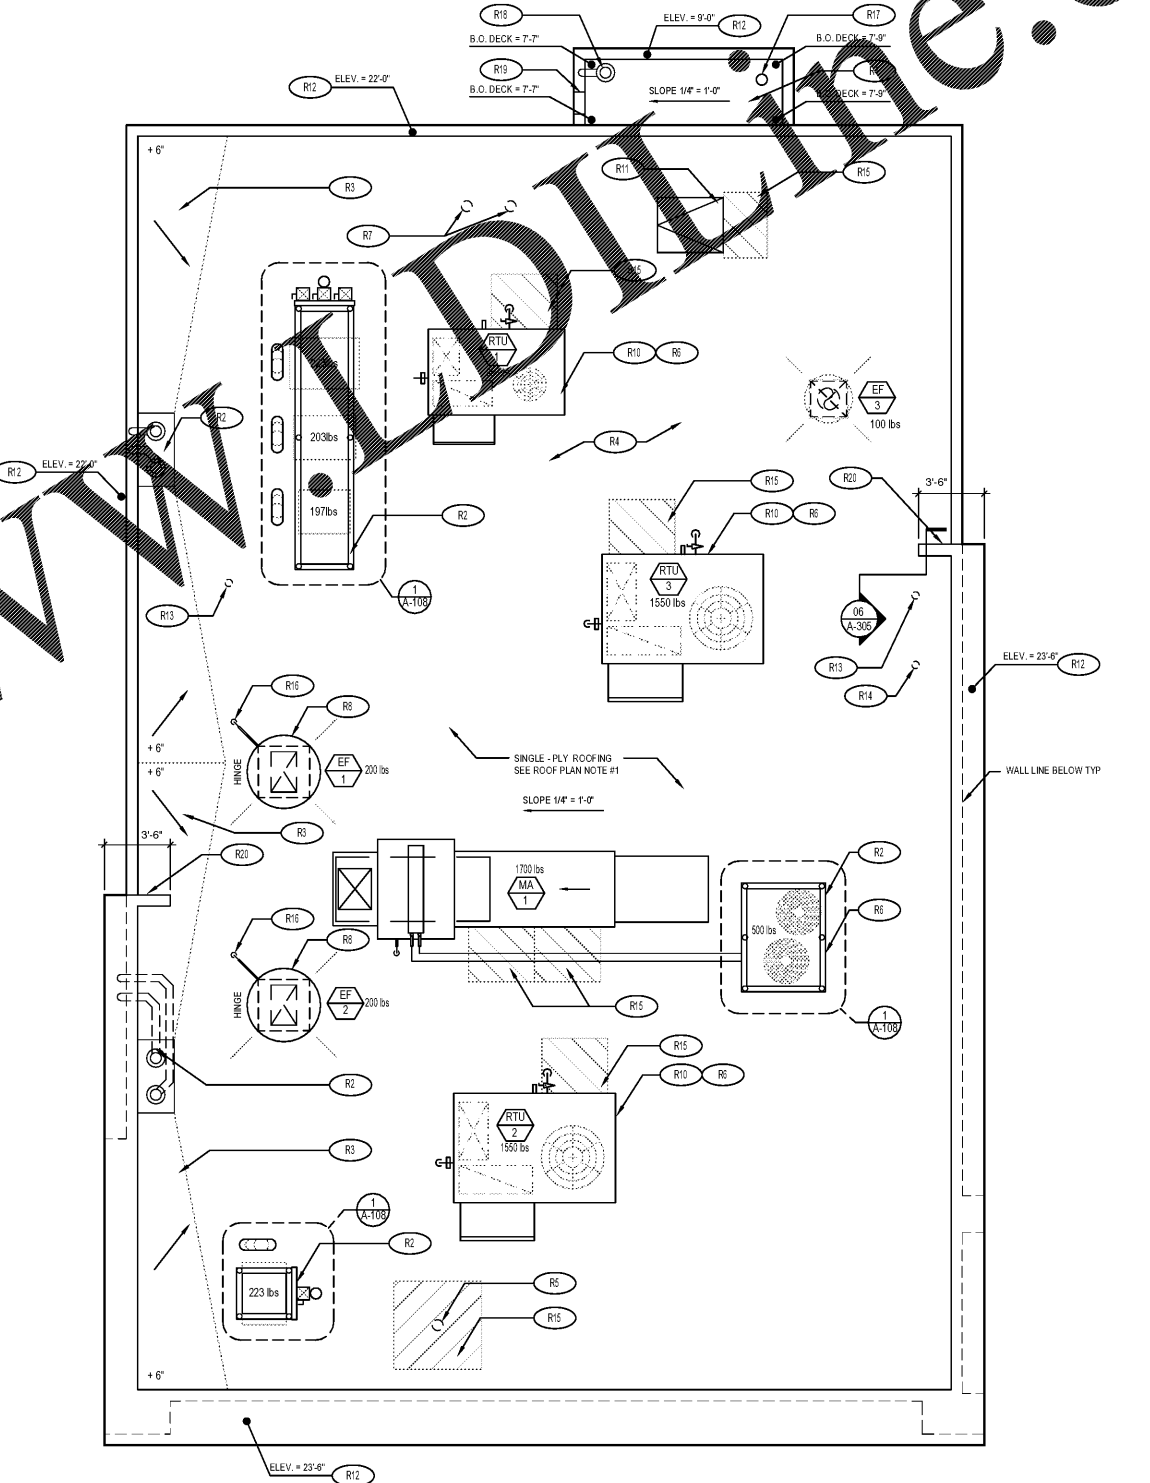 R18
R17
ELEV. = 9'-0"
R12
B.O. DECK = 7'-7"
B.O. DECK = 7'-9"
R19
ELEV. = 22'-0"
R12
B.O. DECK = 7'-7"
SLOPE 1/4" = 1'-0"
B.O. DECK = 7'-9"
+ 6"
www.LDILine.
R11
R15
R3
R7
R15
RTU
1
R10
R6
EF
3
100 lbs
R2
203lbs
R4
R12
ELEV. = 22'-0"
197lbs
R2
R15
R20
3'-6"
R10
R6
RTU
3
1550 lbs
1
A-108
R13
06
A-305
R13
R14
ELEV. = 23'-6"
R12
R16
R8
+ 6"
+ 6"
HINGE
EF
1
200 lbs
SINGLE - PLY ROOFING
SEE ROOF PLAN NOTE #1
WALL LINE BELOW TYP
SLOPE 1/4" = 1'-0"
3'-6"
R3
R20
R2
1700 lbs
MA
1
R6
500 lbs
R16
R8
HINGE
EF
2
200 lbs
R15
1
A-108
R15
R10
R6
R2
RTU
2
1550 lbs
R3
1
A-108
R2
223 lbs
R5
R15
+ 6"
ELEV. = 23'-6"
R12